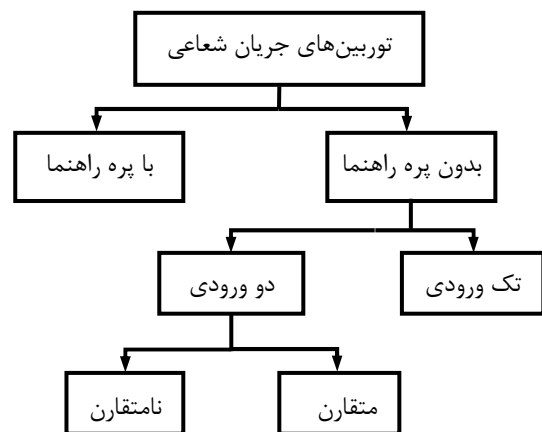 توربین‌های جریان شعاعی
بدون پره راهنما
با پره راهنما
تک ورودی
دو ورودی
متقارن
نامتقارن